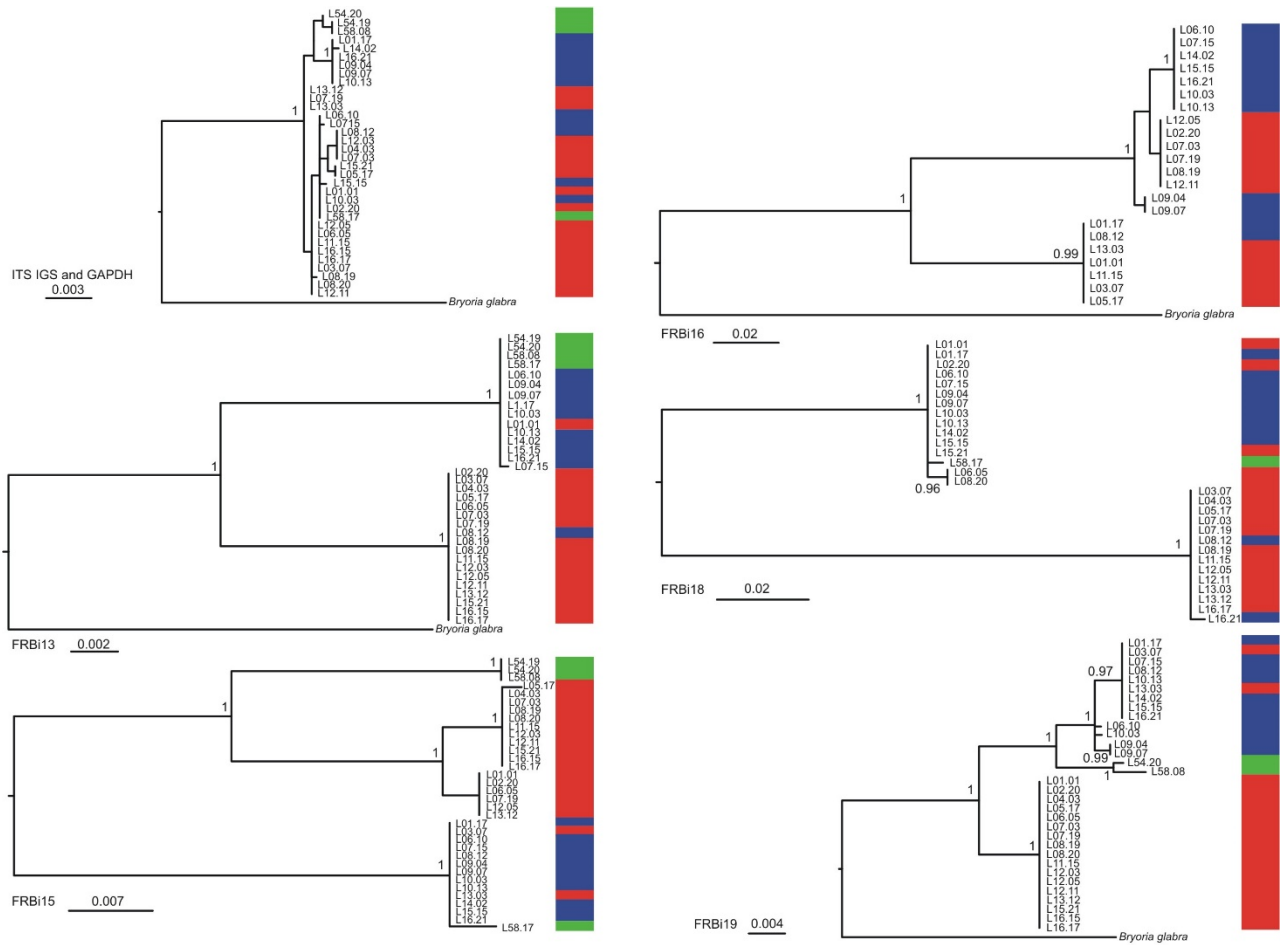 L54.20
L54.19
L58.08
L01.17
1
L14.02
L16.21
L09.04
L09.07
L10.13
L13.12
L07.19
1
L13.03
L06.10
L0715
L08.12
L12.03
L04.03
L07.03
L15.21
L05.17
L15.15
L01.01
L10.03
L02.20
L58.17
L12.05
L06.05
L11.15
L16.15
L16.17
L03.07
L08.19
L08.20
L12.11
ITS IGS and GAPDH
0.003
Bryoria glabra
L54.19
L54.20
L58.08
L58.17
L06.10
1
L09.04
L09.07
L1.17
L10.03
L01.01
L10.13
L14.02
L15.15
L16.21
L07.15
1
L02.20
L03.07
L04.03
L05.17
L06.05
L07.03
L07.19
1
L08.12
L08.19
L08.20
L11.15
L12.03
L12.05
L12.11
L13.12
L15.21
L16.15
L16.17
Bryoria glabra
FRBi13
0.002
1
L54.19
L54.20
L58.08
1
L05.17
L04.03
L07.03
L08.19
L08.20
L11.15
L12.03
L12.11
L15.21
L16.15
L16.17
1
L01.01
L02.20
L06.05
L07.19
L12.05
L13.12
L01.17
L03.07
L06.10
L07.15
L08.12
1
L09.04
L09.07
L10.03
L10.13
L13.03
L14.02
L15.15
L16.21
L58.17
FRBi15
0.007
L06.10
L07.15
1
L14.02
L15.15
L16.21
L10.03
L10.13
L12.05
L02.20
1
L07.03
L07.19
L08.19
L12.11
1
L09.04
L09.07
L01.17
L08.12
0.99
L13.03
L01.01
L11.15
L03.07
L05.17
Bryoria glabra
FRBi16
0.02
L01.01
L01.17
L02.20
L06.10
L07.15
1
L09.04
L09.07
L10.03
L10.13
L14.02
L15.15
L15.21
L58.17
L06.05
L08.20
0.96
L03.07
L04.03
L05.17
L07.03
L07.19
1
L08.12
L08.19
L11.15
L12.05
L12.11
L13.03
L13.12
L16.17
L16.21
FRBi18
0.02
L01.17
L03.07
L07.15
0.97
L08.12
L10.13
L13.03
L14.02
L15.15
L16.21
1
L06.10
L10.03
1
L09.04
L09.07
0.99
L54.20
1
L58.08
1
L01.01
L02.20
L04.03
L05.17
L06.05
L07.03
L07.19
1
L08.19
L08.20
L11.15
L12.03
L12.05
L12.11
L13.12
L15.21
L16.15
L16.17
FRBi19
0.004
Bryoria glabra